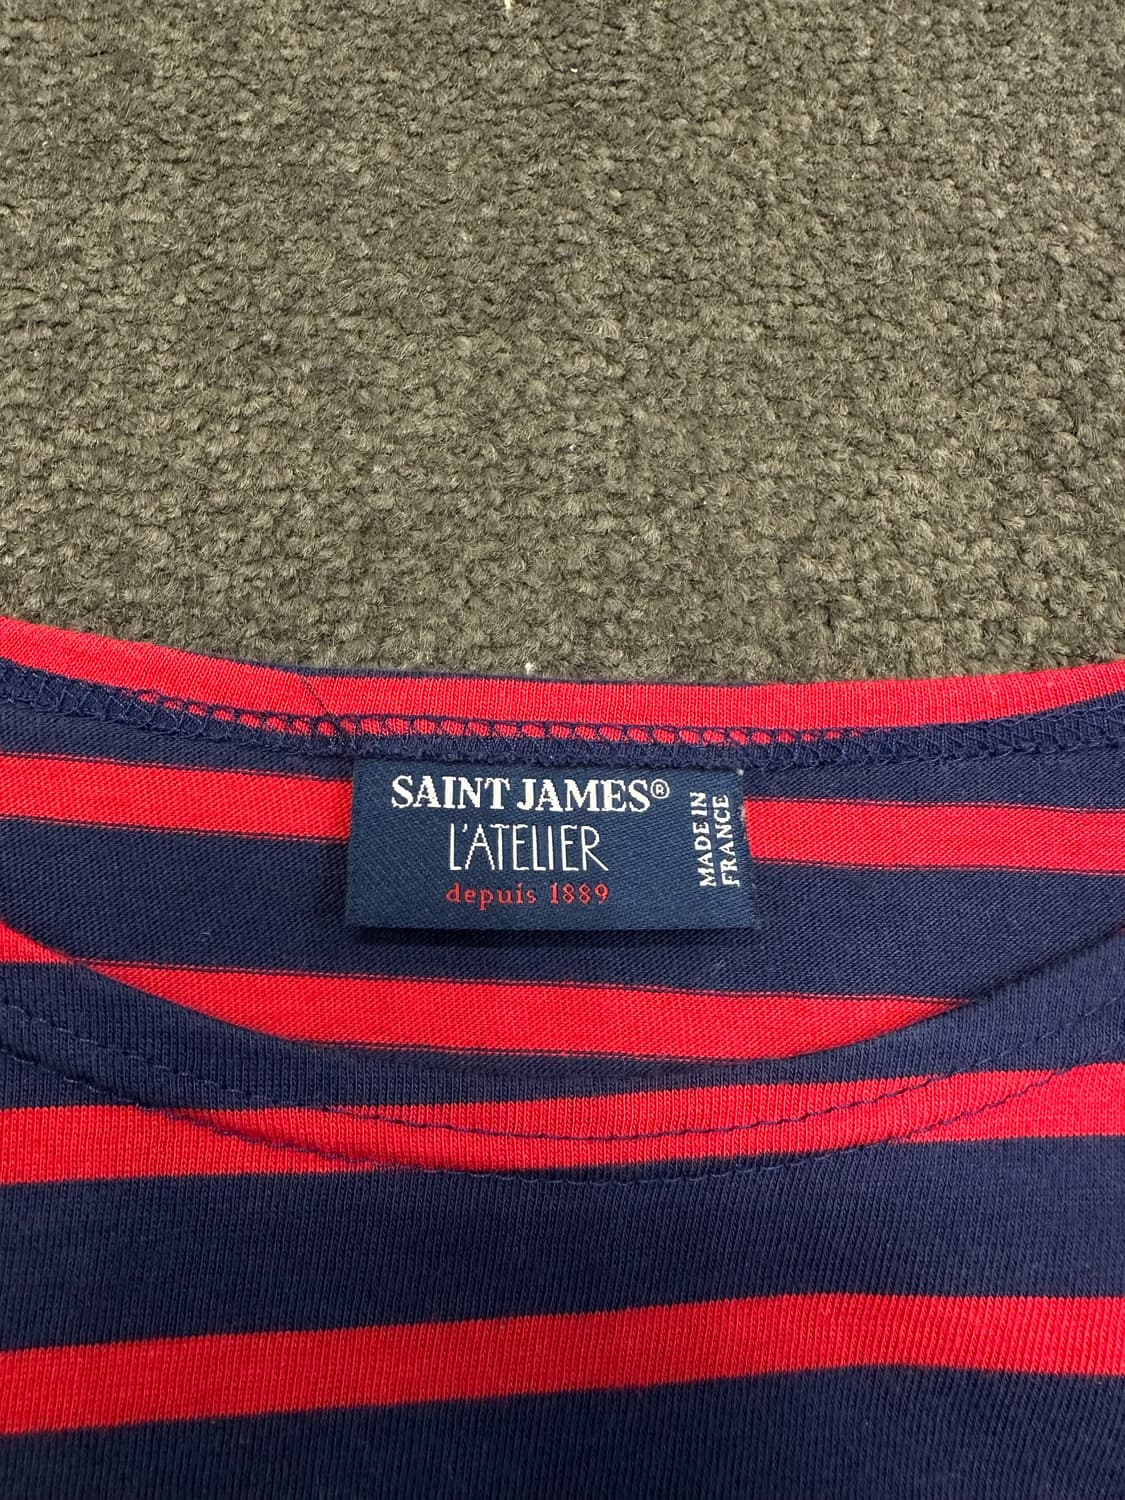 SAINT JAMES®
L'ATELIER
depuis 1889
MADE IN
FRANCE